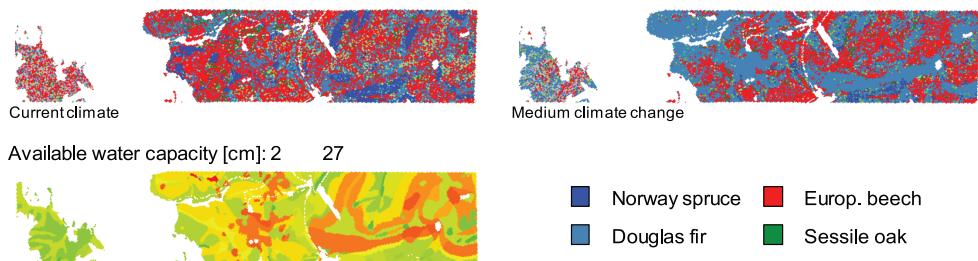 Current climate
Medium climate change
Available water capacity [cm]: 2 27
Norway spruce
Europ. beech
Douglas fir
Sessile oak